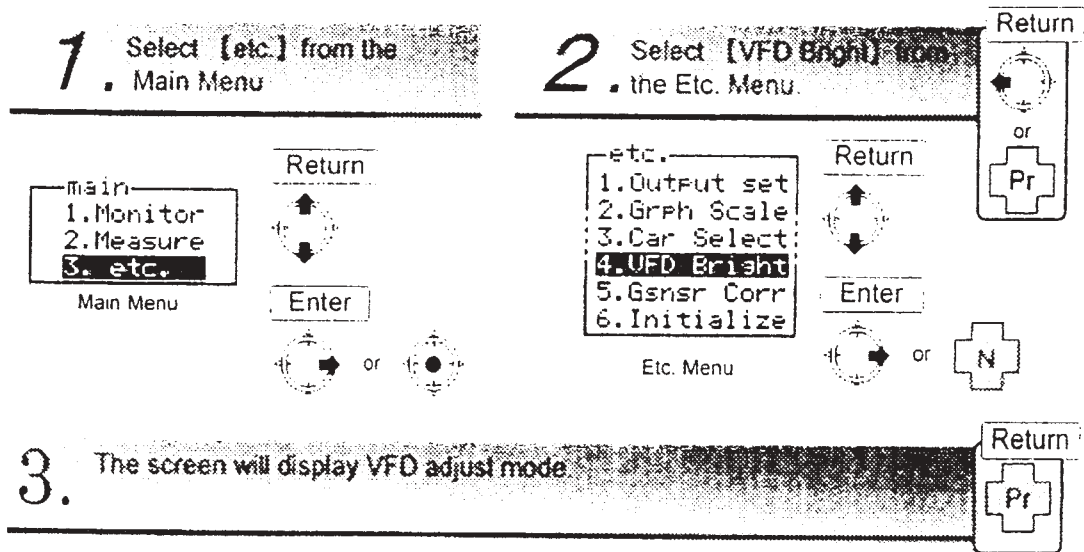 1. Select 【etc.】 from the
Main Menu
2. Select 【VFD Bright】 from
the Etc. Menu.
Return
or
Pr
main
1.Monitor
2.Measure
3. etc.
Main Menu
Return
Enter
or
etc.
1.Output set
2.Grph Scale
3.Car Select
4.VFD Bright
5.Gsnsr Corr
6.Initialize
Etc. Menu
Return
Enter
or
N
3. The screen will display VFD adjust mode
Return
Pr